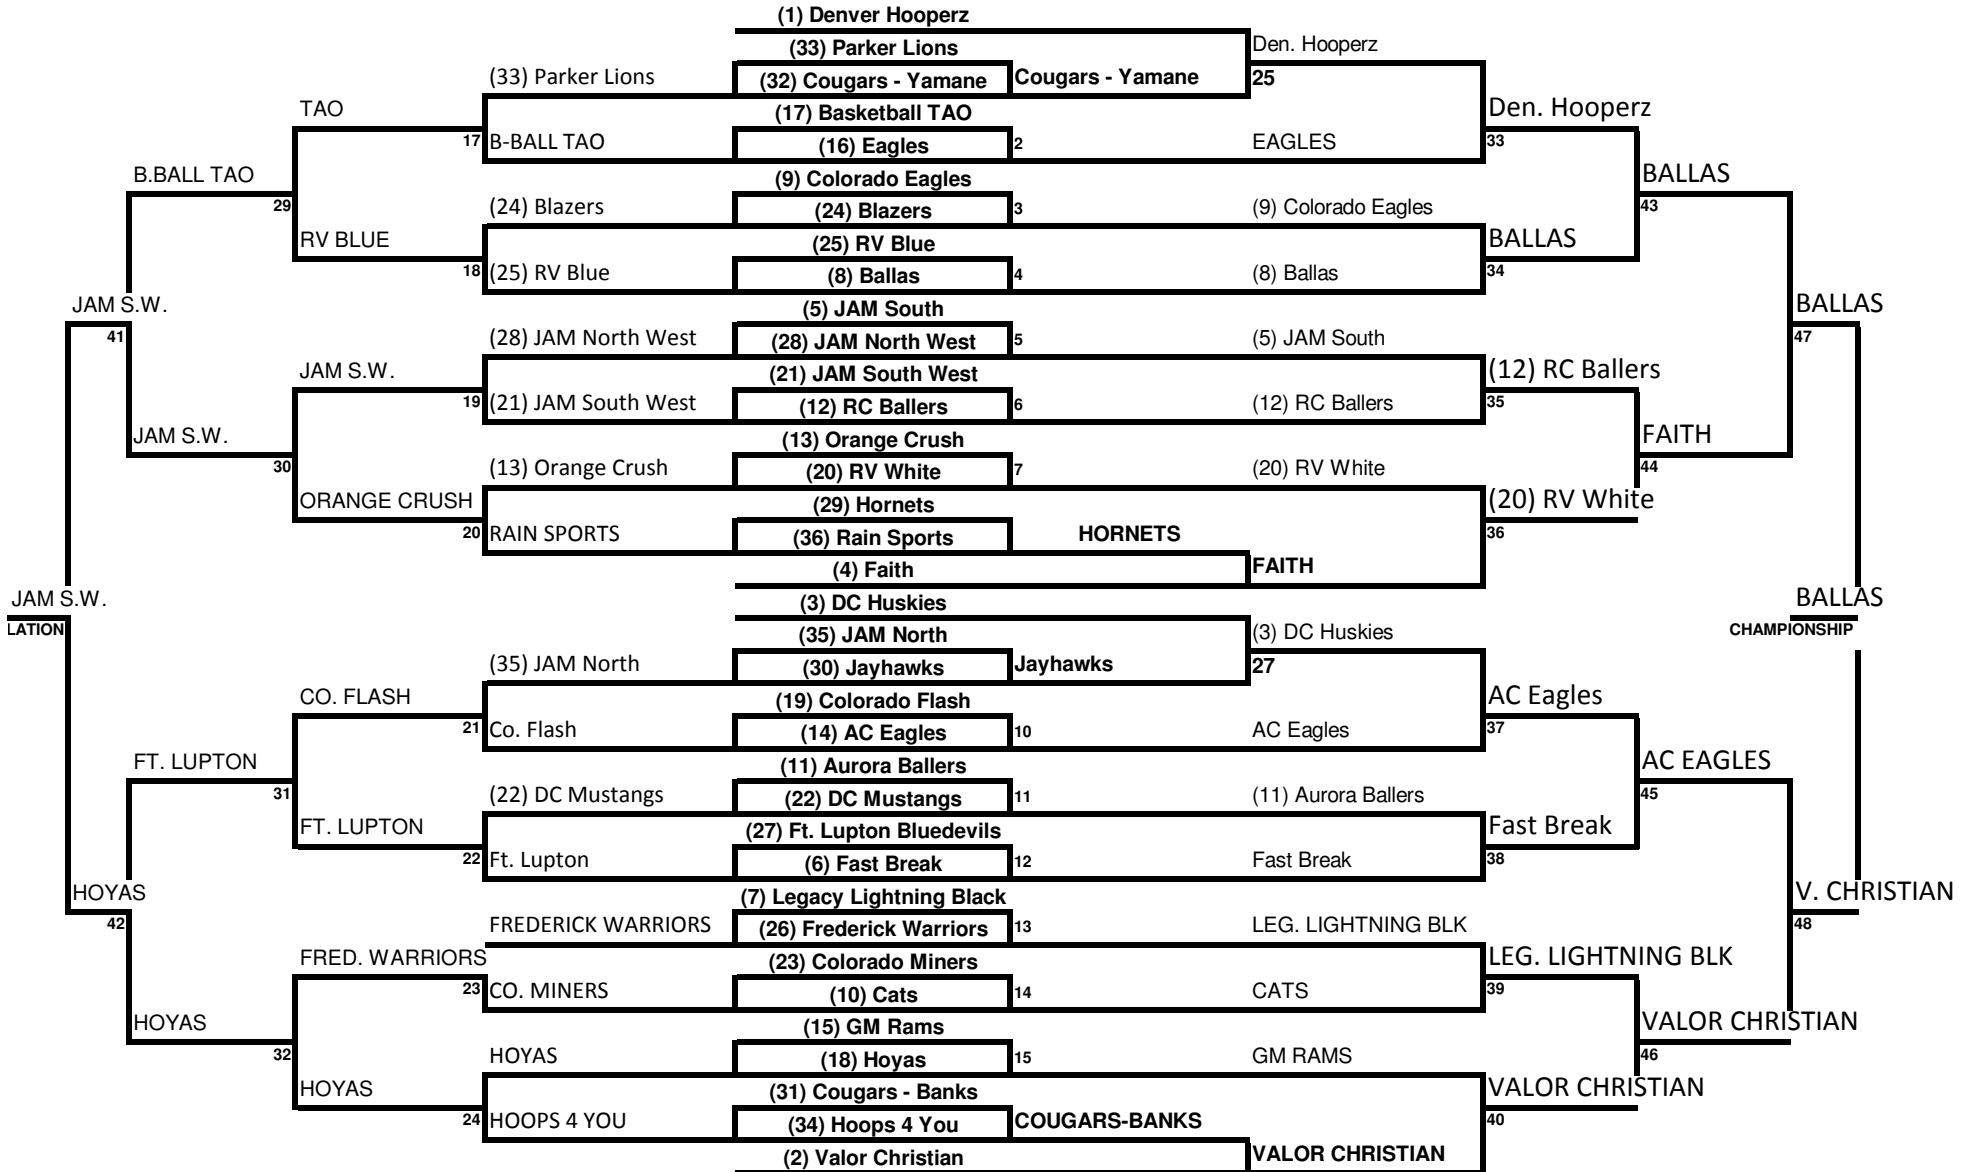 (1) Denver Hooperz
(33) Parker Lions
Den. Hooperz
(33) Parker Lions
(32) Cougars - Yamane
Cougars - Yamane
25
TAO
(17) Basketball TAO
Den. Hooperz
17
B-BALL TAO
(16) Eagles
2
EAGLES
33
B.BALL TAO
(9) Colorado Eagles
BALLAS
29
(24) Blazers
(24) Blazers
3
(9) Colorado Eagles
43
RV BLUE
(25) RV Blue
BALLAS
18
(25) RV Blue
(8) Ballas
4
(8) Ballas
34
JAM S.W.
(5) JAM South
BALLAS
41
(28) JAM North West
(28) JAM North West
5
(5) JAM South
47
JAM S.W.
(21) JAM South West
(12) RC Ballers
19
(21) JAM South West
(12) RC Ballers
6
(12) RC Ballers
35
JAM S.W.
(13) Orange Crush
FAITH
30
(13) Orange Crush
(20) RV White
7
(20) RV White
44
ORANGE CRUSH
(29) Hornets
(20) RV White
20
RAIN SPORTS
(36) Rain Sports
HORNETS
36
(4) Faith
FAITH
JAM S.W.
(3) DC Huskies
BALLAS
LATION
(35) JAM North
(3) DC Huskies
CHAMPIONSHIP
(35) JAM North
(30) Jayhawks
Jayhawks
27
CO. FLASH
(19) Colorado Flash
AC Eagles
21
Co. Flash
(14) AC Eagles
10
AC Eagles
37
FT. LUPTON
(11) Aurora Ballers
AC EAGLES
31
(22) DC Mustangs
(22) DC Mustangs
11
(11) Aurora Ballers
45
FT. LUPTON
(27) Ft. Lupton Bluedevils
Fast Break
22
Ft. Lupton
(6) Fast Break
12
Fast Break
38
HOYAS
(7) Legacy Lightning Black
V. CHRISTIAN
42
FREDERICK WARRIORS
(26) Frederick Warriors
13
LEG. LIGHTNING BLK
48
FRED. WARRIORS
(23) Colorado Miners
LEG. LIGHTNING BLK
23
CO. MINERS
(10) Cats
14
CATS
39
HOYAS
(15) GM Rams
VALOR CHRISTIAN
32
HOYAS
(18) Hoyas
15
GM RAMS
46
HOYAS
(31) Cougars - Banks
VALOR CHRISTIAN
24
HOOPS 4 YOU
(34) Hoops 4 You
COUGARS-BANKS
40
(2) Valor Christian
VALOR CHRISTIAN